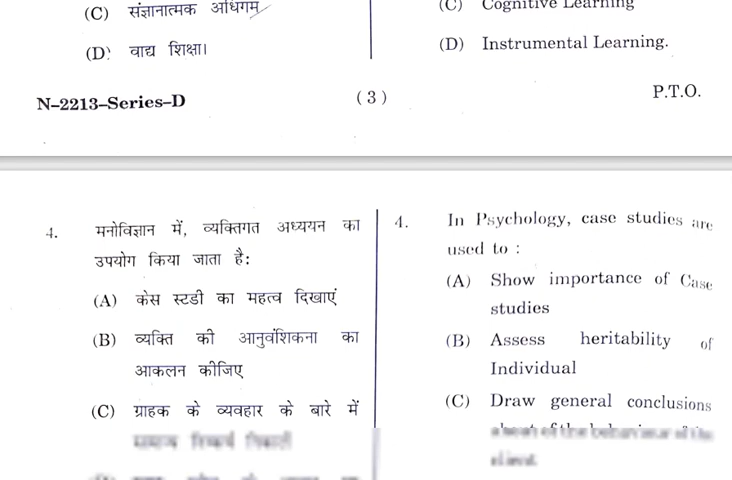 (C) संज्ञानात्मक अधिगम
(D) वाद्य शिक्षा।
(C) Cognitive Learning
(D) Instrumental Learning.
N–2213–Series–D
( 3 )
P.T.O.
4. मनोविज्ञान में, व्यक्तिगत अध्ययन का
उपयोग किया जाता है:
(A) केस स्टडी का महत्व दिखाएं
(B) व्यक्ति की आनुवंशिकना का
आकलन कीजिए
(C) ग्राहक के व्यवहार के बारे में
4. In Psychology, case studies are
used to :
(A) Show importance of Case
studies
(B) Assess heritability of
Individual
(C) Draw general conclusions